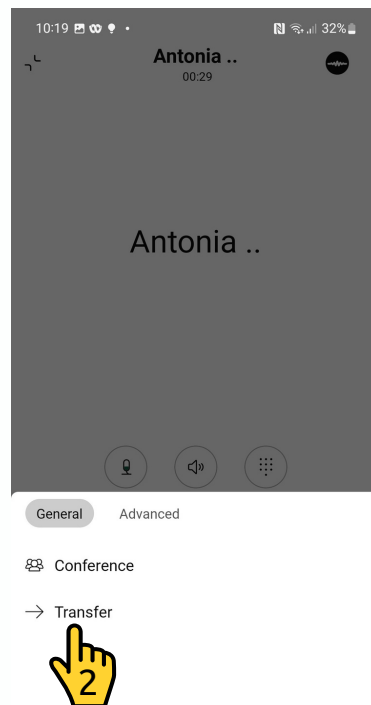 10:19
32%
Antonia ..
00:29
Antonia ..
General Advanced
Conference
Transfer
2